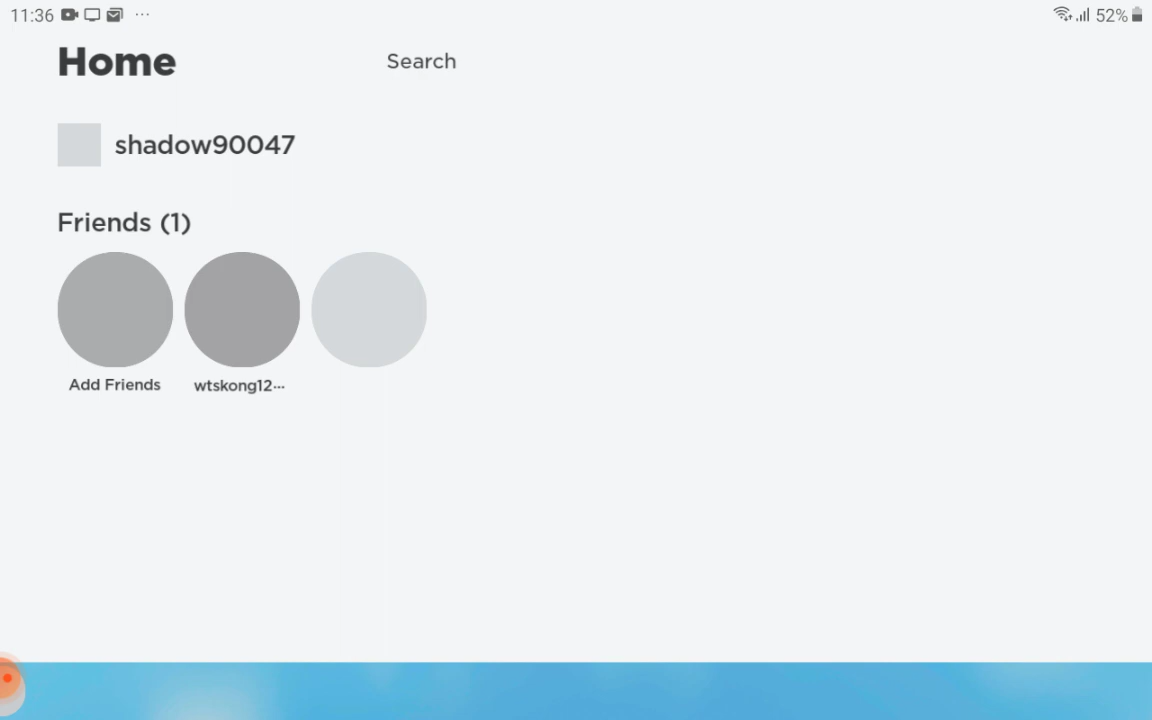 11:36 ... 52%
Home
Search
shadow90047
Friends (1)
Add Friends
wtskong12...